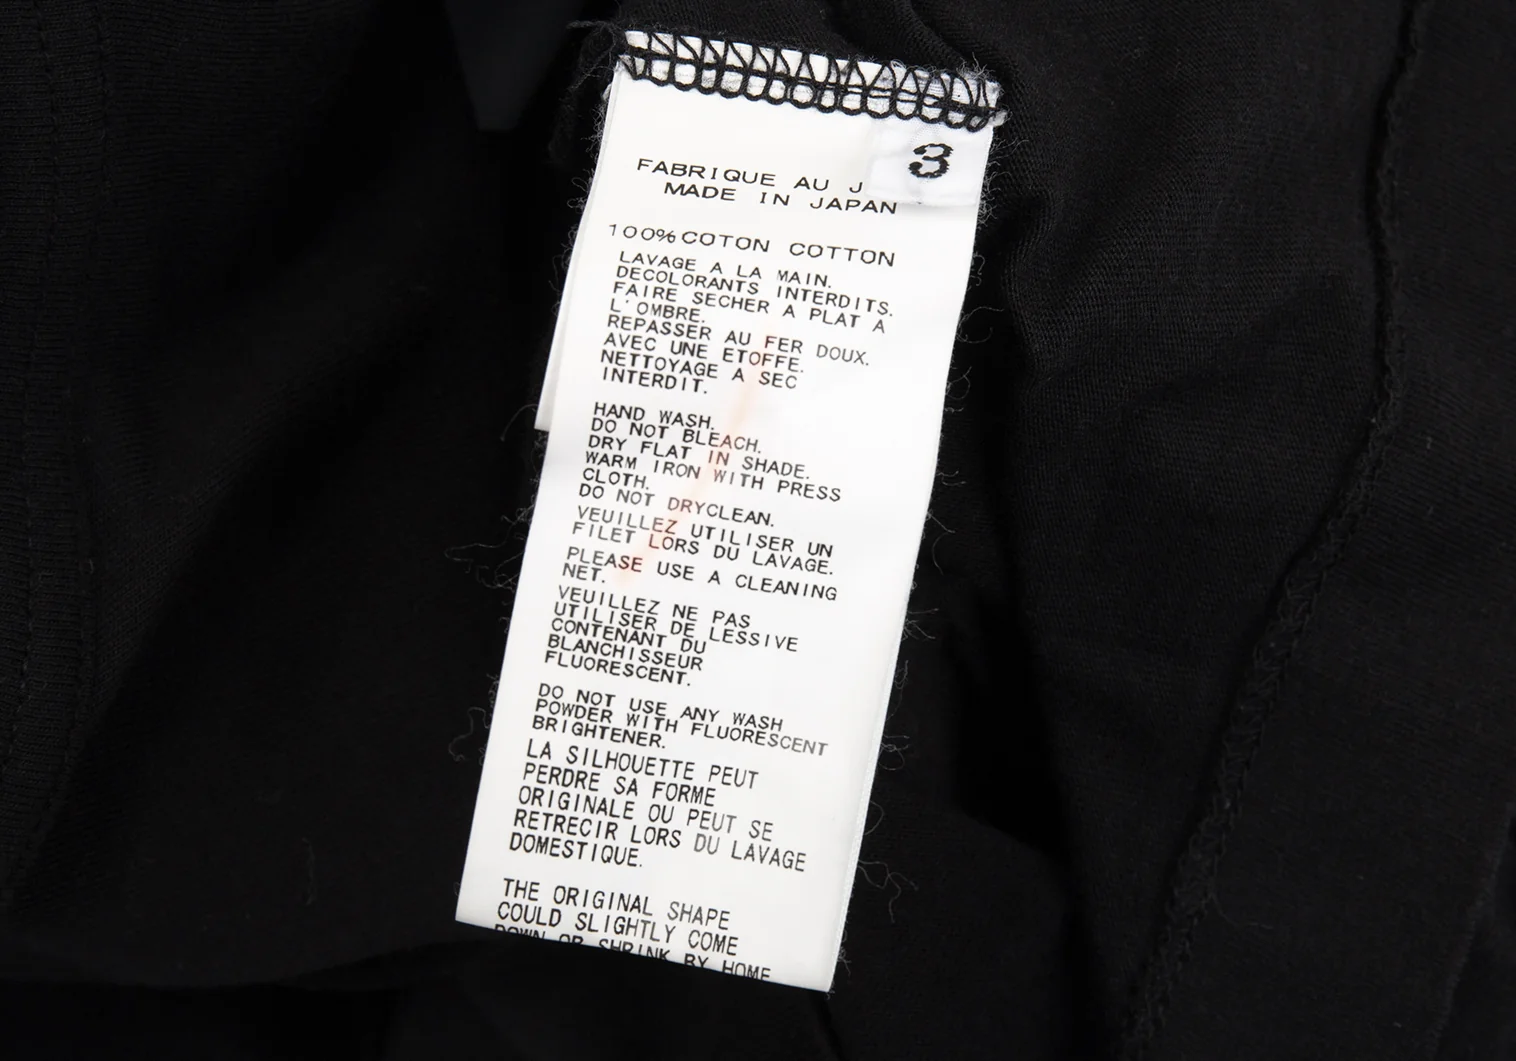 3
FABRIQUE AU J
MADE IN JAPAN
100%COTON COTTON
LAVAGE A LA MAIN.
DECOLORANTS INTERDITS.
FAIRE SECHER A PLAT A
L'OMBRE.
REPASSER AU FER DOUX.
AVEC UNE ETOFFE.
NETTOYAGE A SEC
INTERDIT.
HAND WASH.
DO NOT BLEACH.
DRY FLAT IN SHADE.
WARM IRON WITH PRESS
CLOTH.
DO NOT DRYCLEAN.
VEUILLEZ UTILISER UN
FILET LORS DU LAVAGE.
PLEASE USE A CLEANING
NET.
VEUILLEZ NE PAS
UTILISER DE LESSIVE
CONTENANT DU
BLANCHISSEUR
FLUORESCENT.
DO NOT USE ANY WASH
POWDER WITH FLUORESCENT
BRIGHTENER.
LA SILHOUETTE PEUT
PERDRE SA FORME
ORIGINALE OU PEUT SE
RETRECIR LORS DU LAVAGE
DOMESTIQUE.
THE ORIGINAL SHAPE
COULD SLIGHTLY COME
DOWN OR SHRINK BY HOME